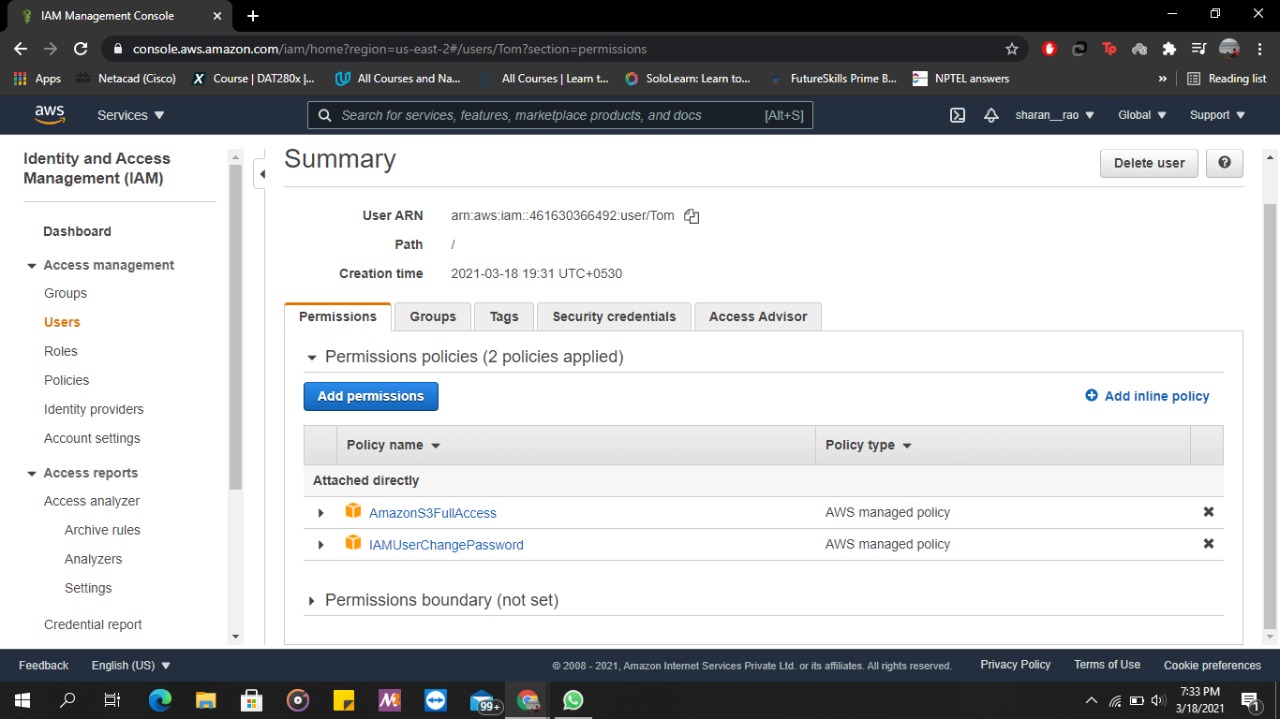 IAM Management Console
console.aws.amazon.com/iam/home?region=us-east-2#/users/Tom?section=permissions
Apps Netacad (Cisco) Course | DAT280x |... All Courses and Na... All Courses | Learn t... SoloLearn: Learn to... FutureSkills Prime B... NPTEL answers » Reading list
aws Services Search for services, features, marketplace products, and docs [Alt+S] sharan__rao Global Support
Identity and Access
Management (IAM)
Dashboard
Access management
Groups
Users
Roles
Policies
Identity providers
Account settings
Access reports
Access analyzer
Archive rules
Analyzers
Settings
Credential report
Summary
Delete user
User ARN arn:aws:iam::461630366492:user/Tom
Path /
Creation time 2021-03-18 19:31 UTC+0530
Permissions Groups Tags Security credentials Access Advisor
Permissions policies (2 policies applied)
Add permissions Add inline policy
Policy name Policy type
Attached directly
AmazonS3FullAccess AWS managed policy
IAMUserChangePassword AWS managed policy
Permissions boundary (not set)
Feedback English (US) © 2008 - 2021, Amazon Internet Services Private Ltd. or its affiliates. All rights reserved. Privacy Policy Terms of Use Cookie preferences
99+
7:33 PM
3/18/2021
1